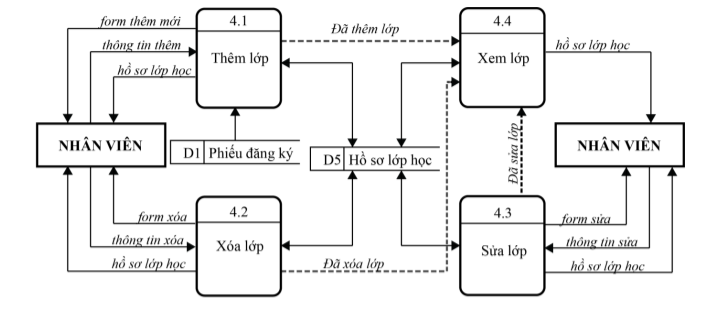 form thêm mới
4.1
4.4
Đã thêm lớp
thông tin thêm
Thêm lớp
Xem lớp
hồ sơ lớp học
hồ sơ lớp học
NHÂN VIÊN
D1 Phiếu đăng ký
D5 Hồ sơ lớp học
Đã sửa lớp
NHÂN VIÊN
4.2
4.3
form xóa
form sửa
thông tin xóa
Xóa lớp
Sửa lớp
thông tin sửa
hồ sơ lớp học
Đã xóa lớp
hồ sơ lớp học